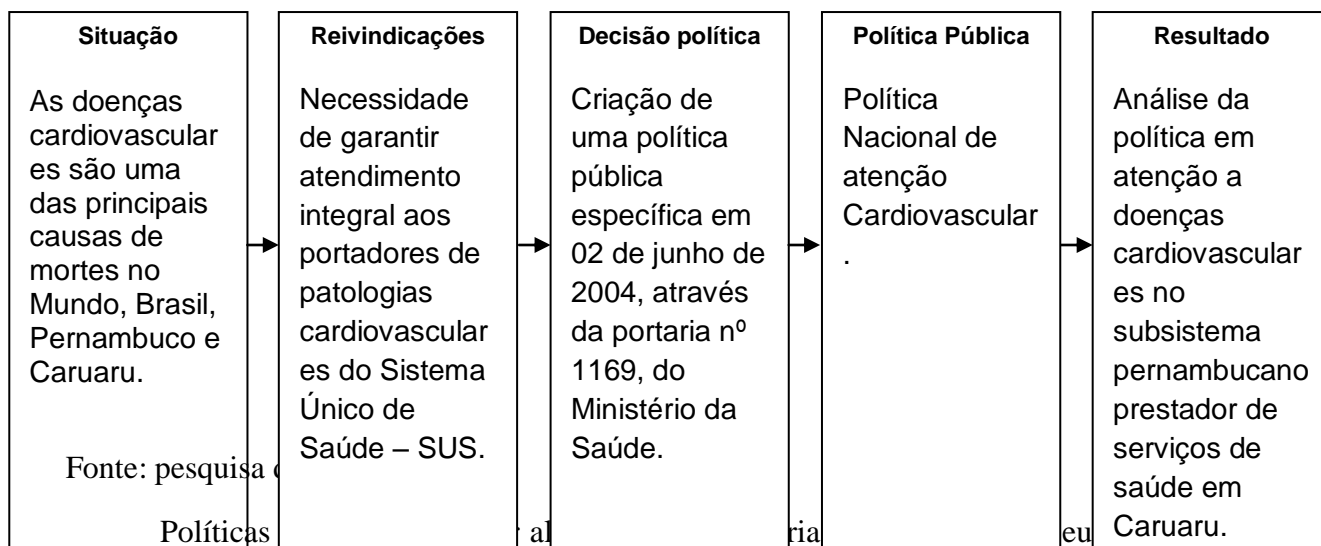 Situação
As doenças
cardiovascular
es são uma
das principais
causas de
mortes no
Mundo, Brasil,
Pernambuco e
Caruaru.
Reivindicações
Necessidade
de garantir
atendimento
integral aos
portadores de
patologias
cardiovascular
es do Sistema
Único de
Saúde – SUS.
Decisão política
Criação de
uma política
pública
específica em
02 de junho de
2004, através
da portaria nº
1169, do
Ministério da
Saúde.
Política Pública
Política
Nacional de
atenção
Cardiovascular
.
Resultado
Análise da
política em
atenção a
doenças
cardiovascular
es no
subsistema
pernambucano
prestador de
serviços de
saúde em
Caruaru.
Fonte: pesquisa
Políticas